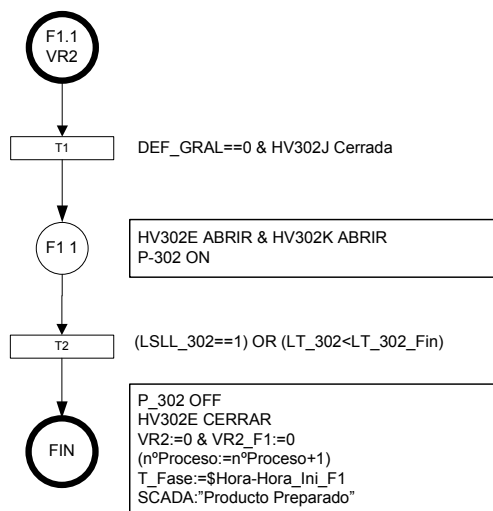 F1.1
VR2
T1
DEF_GRAL==0 & HV302J Cerrada
F1 1
HV302E ABRIR & HV302K ABRIR
P-302 ON
T2
(LSLL_302==1) OR (LT_302<LT_302_Fin)
FIN
P_302 OFF
HV302E CERRAR
VR2:=0 & VR2_F1:=0
(nºProceso:=nºProceso+1)
T_Fase:=$Hora-Hora_Ini_F1
SCADA:"Producto Preparado"